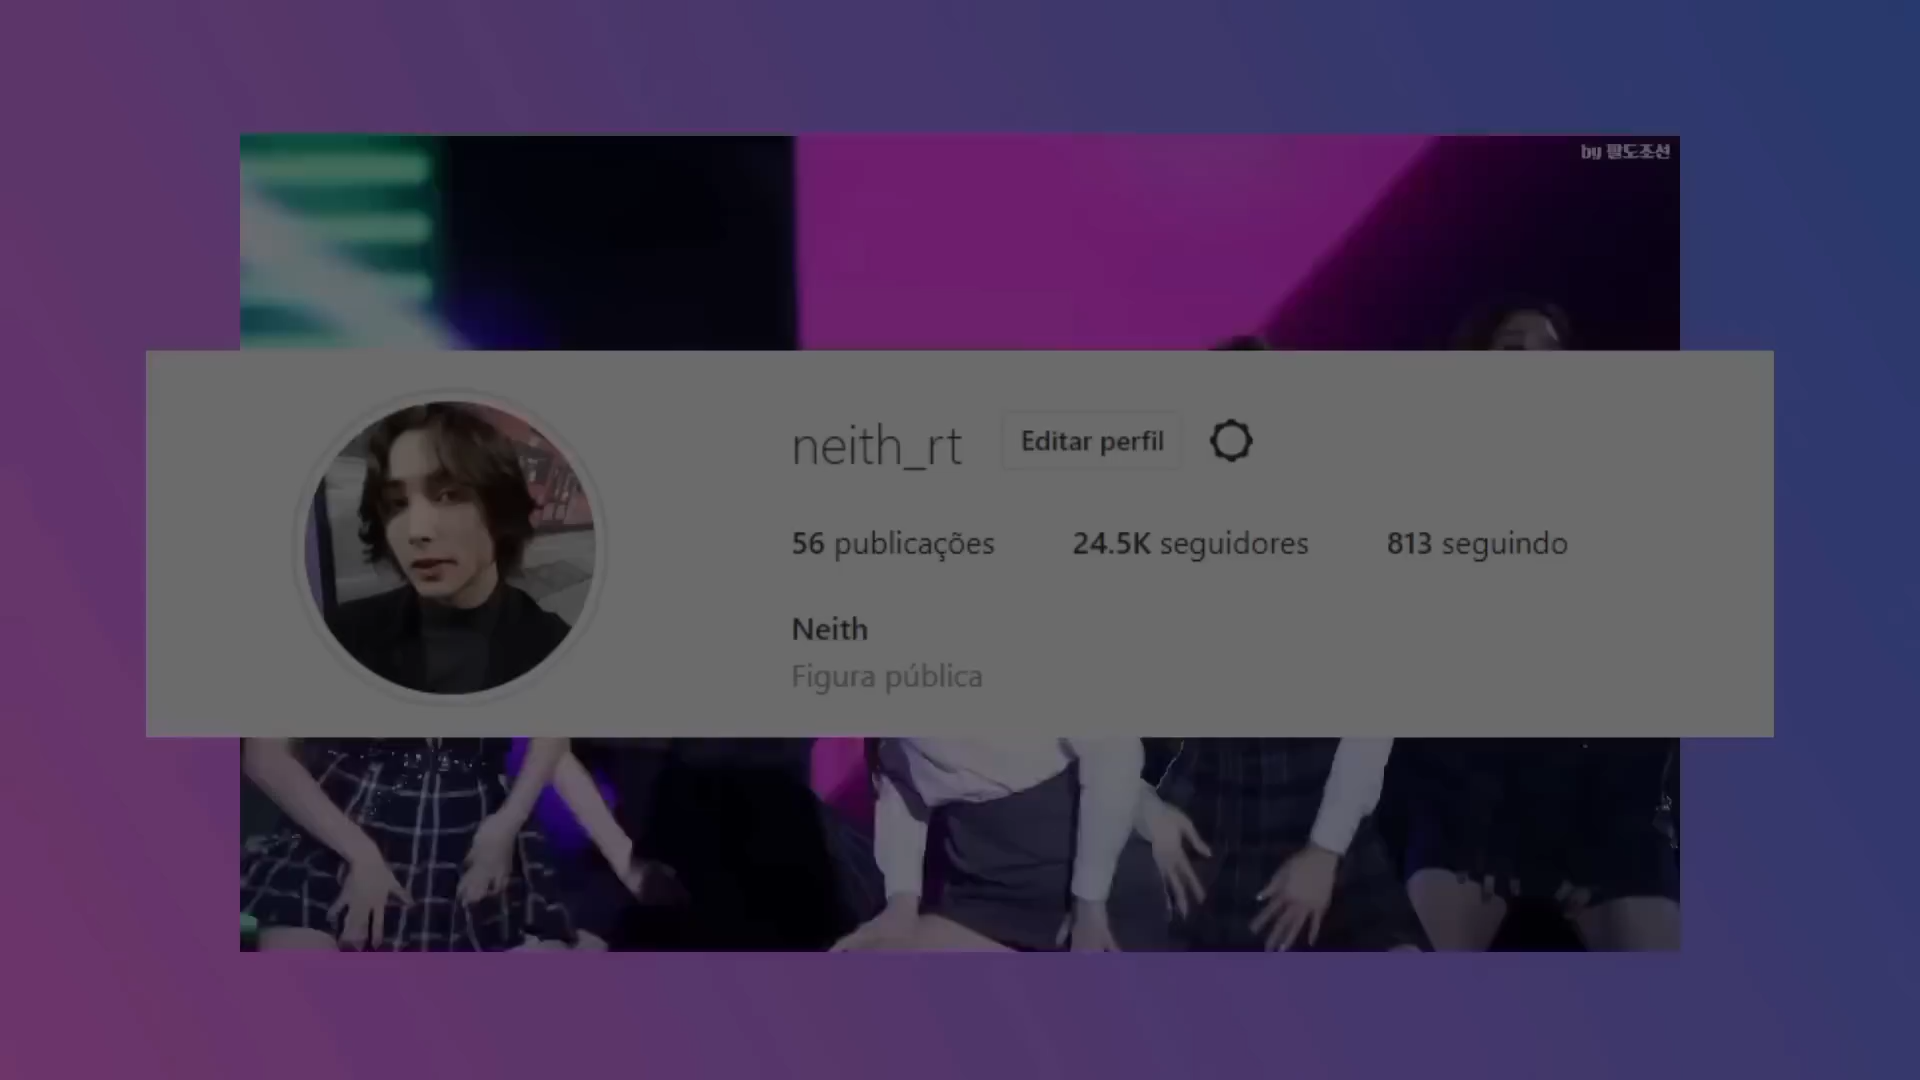 by 팔도조선
neith_rt Editar perfil
56 publicações 24.5K seguidores 813 seguindo
Neith
Figura pública